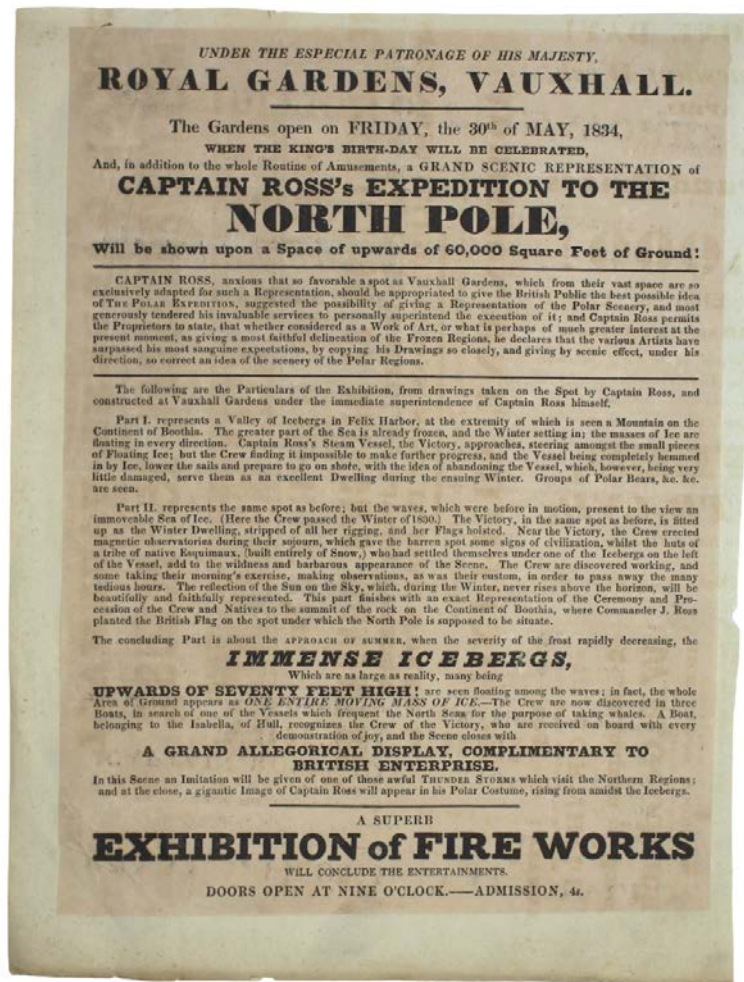 UNDER THE ESPECIAL PATRONAGE OF HIS MAJESTY,
ROYAL GARDENS, VAUXHALL.
The Gardens open on FRIDAY, the 30th of MAY, 1834,
WHEN THE KING'S BIRTH-DAY WILL BE CELEBRATED,
And, in addition to the whole Routine of Amusements, a GRAND SCENIC REPRESENTATION of
CAPTAIN ROSS's EXPEDITION TO THE
NORTH POLE,
Will be shown upon a Space of upwards of 60,000 Square Feet of Ground!
CAPTAIN ROSS, anxious that so favorable a spot as Vauxhall Gardens, which from their vast space are so
exclusively adapted for such a Representation, should be appropriated to give the British Public the best possible idea
of THE POLAR EXPEDITION, suggested the possibility of giving a Representation of the Polar Scenery, and most
generously tendered his invaluable services to personally superintend the execution of it; and Captain Ross permits
the Proprietors to state, that whether considered as a Work of Art, or what is perhaps of much greater interest at the
present moment, as giving a most faithful delineation of the Frozen Regions, he declares that the various Artists have
surpassed his most sanguine expectations, by copying his Drawings so closely, and giving by scenic effect, under his
direction, so correct an idea of the scenery of the Polar Regions.
The following are the Particulars of the Exhibition, from drawings taken on the Spot by Captain Ross, and
constructed at Vauxhall Gardens under the immediate superintendence of Captain Ross himself.
Part I. represents a Valley of Icebergs in Felix Harbor, at the extremity of which is seen a Mountain on the
Continent of Boothia. The greater part of the Sea is already frozen, and the Winter setting in; the masses of Ice are
floating in every direction. Captain Ross's Steam Vessel, the Victory, approaches, steering amongst the small pieces
of Floating Ice; but the Crew finding it impossible to make further progress, and the Vessel being completely hemmed
in by Ice, lower the sails and prepare to go on shore, with the idea of abandoning the Vessel, which, however, being very
little damaged, serve them as an excellent Dwelling during the ensuing Winter. Groups of Polar Bears, &c. &c.
are seen.
Part II. represents the same spot as before; but the waves, which were before in motion, present to the view an
immoveable Sea of Ice. (Here the Crew passed the Winter of 1830.) The Victory, in the same spot as before, is fitted
up as the Winter Dwelling, stripped of all her rigging, and her Flags hoisted. Near the Victory, the Crew erected
magnetic observatories during their sojourn, which gave the barren spot some signs of civilization, whilst the huts of
a tribe of native Esquimaux, (built entirely of Snow,) who had settled themselves under one of the Icebergs on the left
of the Vessel, add to the wildness and barbarous appearance of the Scene. The Crew are discovered working, and
some taking their morning's exercise, making observations, as was their custom, in order to pass away the many
tedious hours. The reflection of the Sun on the Sky, which, during the Winter, never rises above the horizon, will be
beautifully and faithfully represented. This part finishes with an exact Representation of the Ceremony and Pro-
cession of the Crew and Natives to the summit of the rock on the Continent of Boothia, where Commander J. Ross
planted the British Flag on the spot under which the North Pole is supposed to be situate.
The concluding Part is about the APPROACH OF SUMMER, when the severity of the frost rapidly decreasing, the
IMMENSE ICEBERGS,
Which are as large as reality, many being
UPWARDS OF SEVENTY FEET HIGH! are seen floating among the waves; in fact, the whole
Area of Ground appears as ONE ENTIRE MOVING MASS OF ICE.—The Crew are now discovered in three
Boats, in search of one of the Vessels which frequent the North Seas for the purpose of taking whales. A Boat,
belonging to the Isabella, of Hull, recognizes the Crew of the Victory, who are received on board with every
demonstration of joy, and the Scene closes with
A GRAND ALLEGORICAL DISPLAY, COMPLIMENTARY TO
BRITISH ENTERPRISE.
In this Scene an Imitation will be given of one of those awful THUNDER STORMS which visit the Northern Regions;
and at the close, a gigantic Image of Captain Ross will appear in his Polar Costume, rising from amidst the Icebergs.
A SUPERB
EXHIBITION of FIRE WORKS
WILL CONCLUDE THE ENTERTAINMENTS.
DOORS OPEN AT NINE O'CLOCK.——ADMISSION, 4s.